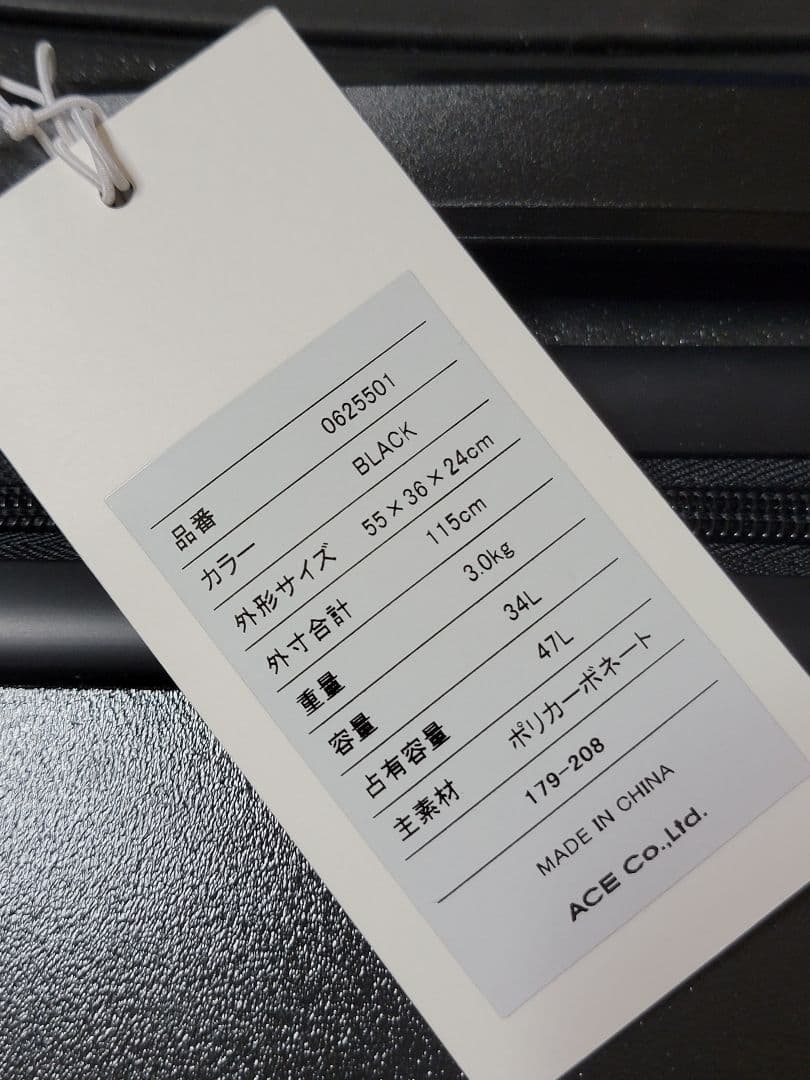 品番 0625501
カラー BLACK
外形サイズ 55×36×24cm
外寸合計 115cm
重量 3.0kg
容量 34L
占有容量 47L
主素材 ポリカーボネート
179-208
MADE IN CHINA
ACE Co.,Ltd.